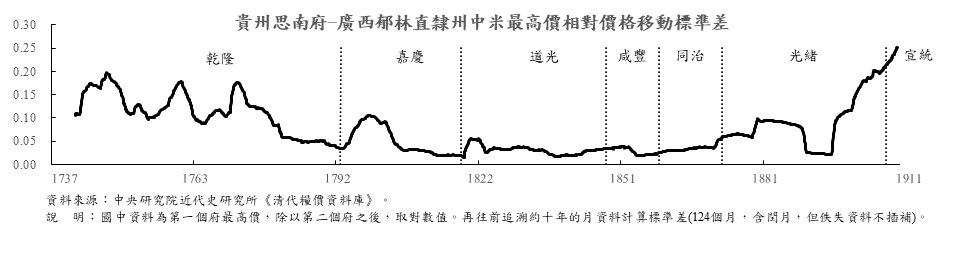 貴州思南府-廣西郁林直隸州中米最高價相對價格移動標準差
0.30
0.25
0.20
0.15
0.10
0.05
0.00
乾隆 嘉慶 道光 咸豐 同治 光緒 宣統
1737 1763 1792 1822 1851 1881 1911
資料來源：中央研究院近代史研究所《清代糧價資料庫》。
說　明：圖中資料為第一個府最高價，除以第二個府之後，取對數值。再往前追溯約十年的月資料計算標準差(124個月，含閏月，但佚失資料不插補)。